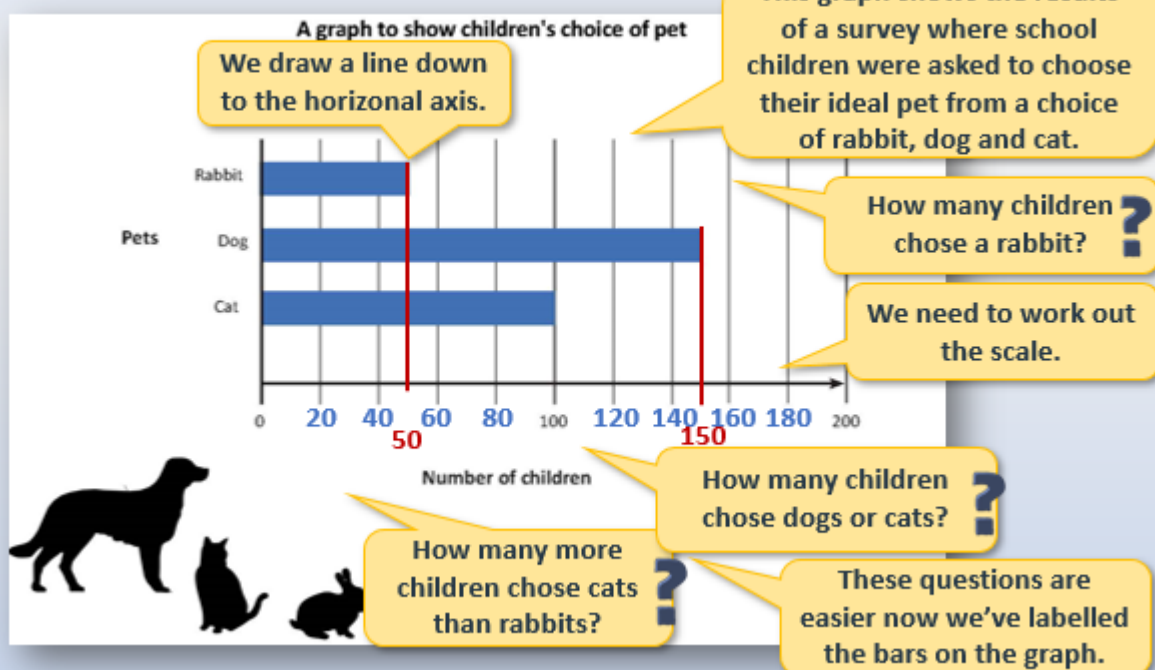 A graph to show children's choice of pet
of a survey where school
children were asked to choose
their ideal pet from a choice
of rabbit, dog and cat.
We draw a line down
to the horizonal axis.
How many children
chose a rabbit?
?
We need to work out
the scale.
Pets
Rabbit
Dog
Cat
0 20 40 60 80 100 120 140 160 180 200
50 150
Number of children
How many children
chose dogs or cats?
?
How many more
children chose cats
than rabbits?
?
These questions are
easier now we've labelled
the bars on the graph.